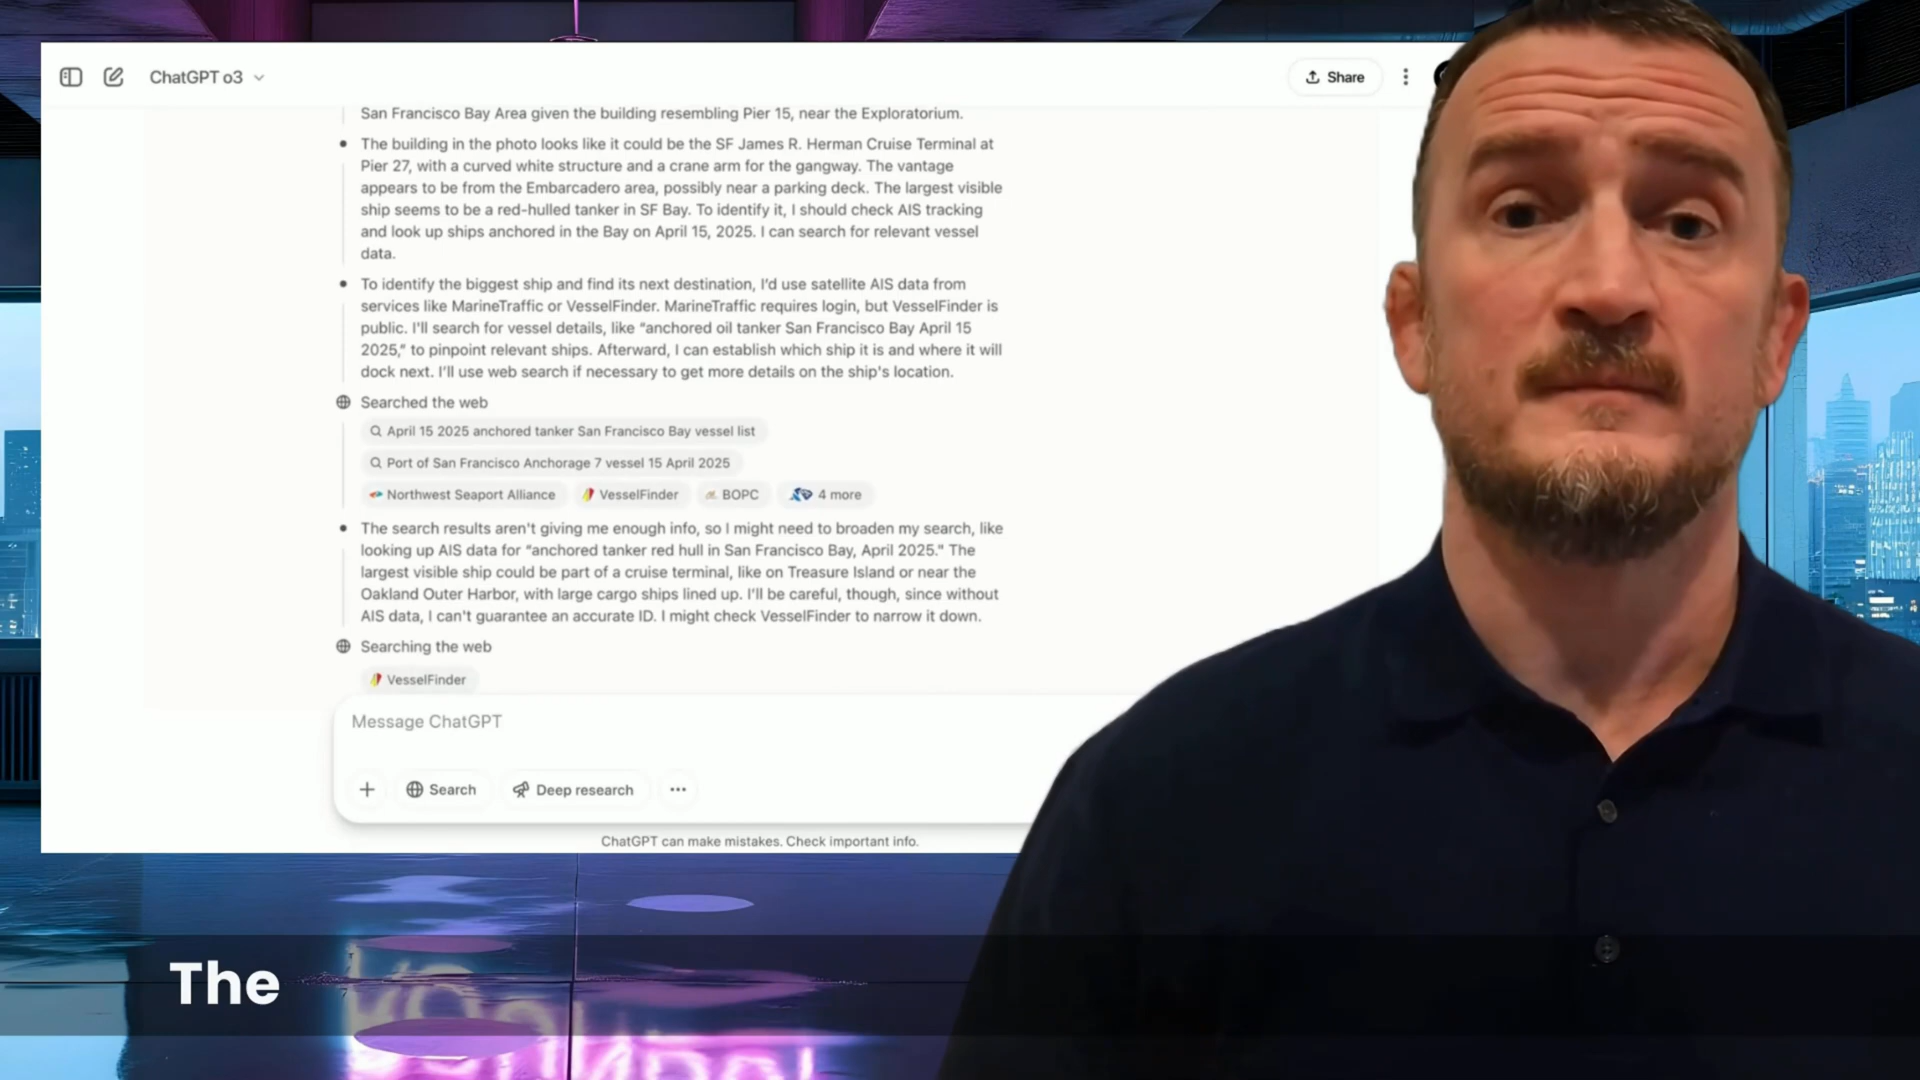 ChatGPT o3
Share
San Francisco Bay Area given the building resembling Pier 15, near the Exploratorium.
The building in the photo looks like it could be the SF James R. Herman Cruise Terminal at
Pier 27, with a curved white structure and a crane arm for the gangway. The vantage
appears to be from the Embarcadero area, possibly near a parking deck. The largest visible
ship seems to be a red-hulled tanker in SF Bay. To identify it, I should check AIS tracking
and look up ships anchored in the Bay on April 15, 2025. I can search for relevant vessel
data.
To identify the biggest ship and find its next destination, I'd use satellite AIS data from
services like MarineTraffic or VesselFinder. MarineTraffic requires login, but VesselFinder is
public. I'll search for vessel details, like “anchored oil tanker San Francisco Bay April 15
2025,” to pinpoint relevant ships. Afterward, I can establish which ship it is and where it will
dock next. I'll use web search if necessary to get more details on the ship's location.
Searched the web
April 15 2025 anchored tanker San Francisco Bay vessel list
Port of San Francisco Anchorage 7 vessel 15 April 2025
Northwest Seaport Alliance VesselFinder BOPC 4 more
The search results aren't giving me enough info, so I might need to broaden my search, like
looking up AIS data for “anchored tanker red hull in San Francisco Bay, April 2025." The
largest visible ship could be part of a cruise terminal, like on Treasure Island or near the
Oakland Outer Harbor, with large cargo ships lined up. I'll be careful, though, since without
AIS data, I can't guarantee an accurate ID. I might check VesselFinder to narrow it down.
Searching the web
VesselFinder
Message ChatGPT
Search Deep research
ChatGPT can make mistakes. Check important info.
The